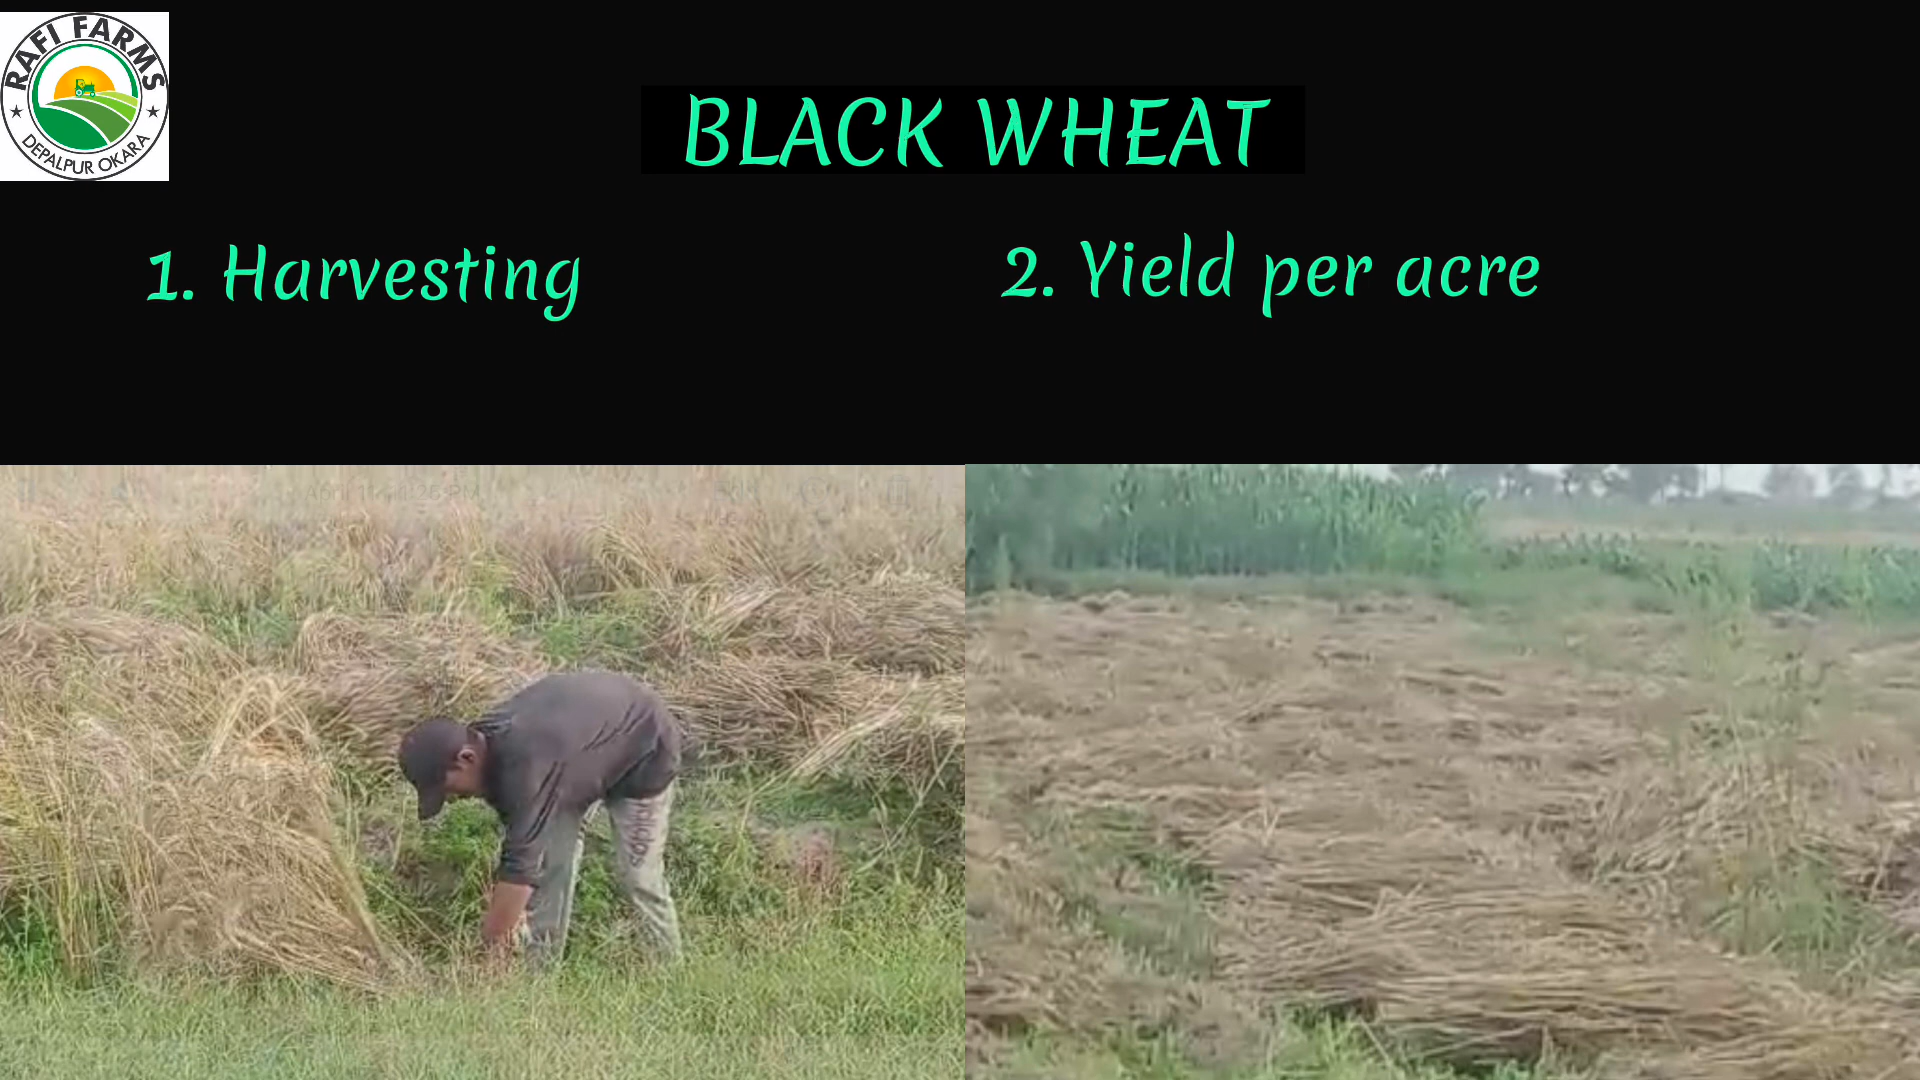 RAFI FARMS
DEPALPUR OKARA
BLACK WHEAT
1. Harvesting
2. Yield per acre